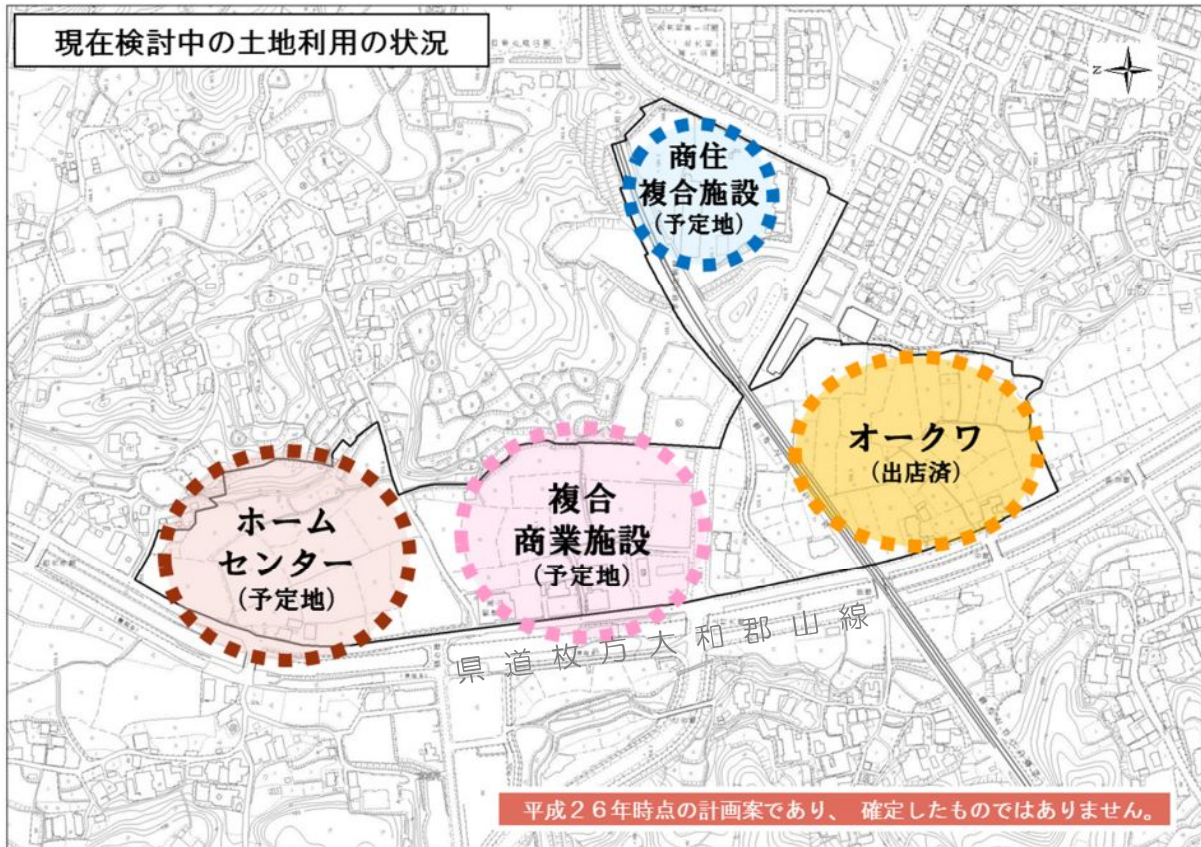 現在検討中の土地利用の状況
N
商住
複合施設
(予定地)
オークワ
(出店済)
複合
商業施設
(予定地)
ホーム
センター
(予定地)
県道枚方大和郡山線
平成２６年時点の計画案であり、 確定したものではありません。